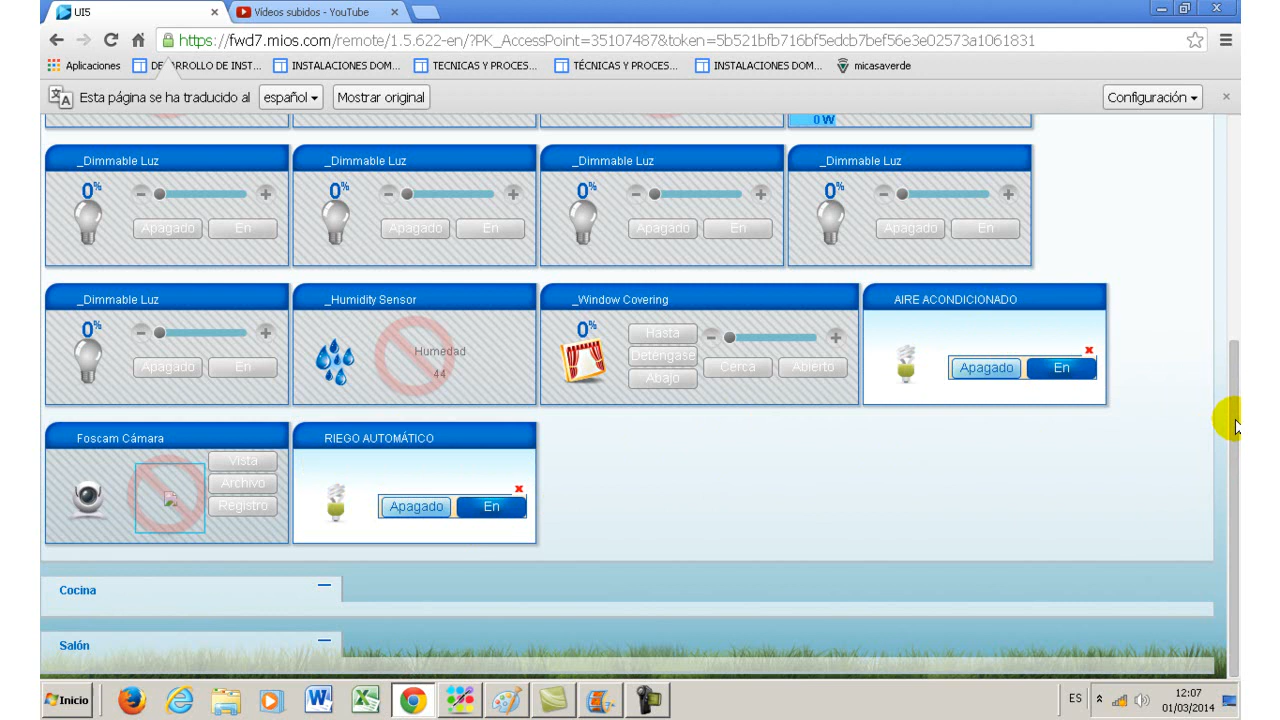 UI5
Vídeos subidos - YouTube
https://fwd7.mios.com/remote/1.5.622-en/?PK_AccessPoint=35107487&token=5b521bfb716bf5edcb7bef56e3e02573a1061831
Aplicaciones DE RROLLO DE INST... INSTALACIONES DOM... TECNICAS Y PROCES... TÉCNICAS Y PROCES... INSTALACIONES DOM... micasaverde
Esta página se ha traducido al español Mostrar original Configuración
0 W
_Dimmable Luz _Dimmable Luz _Dimmable Luz _Dimmable Luz
0% 0% 0% 0%
Apagado En Apagado En Apagado En Apagado En
_Dimmable Luz _Humidity Sensor _Window Covering AIRE ACONDICIONADO
0% 0% Hasta
Humedad Deténgase
Apagado En 44 Abajo Cerca Abierto Apagado En
Foscam Cámara RIEGO AUTOMÁTICO
Vista
Archivo
Registro Apagado En
Cocina
Salón
Inicio ES 12:07
01/03/2014